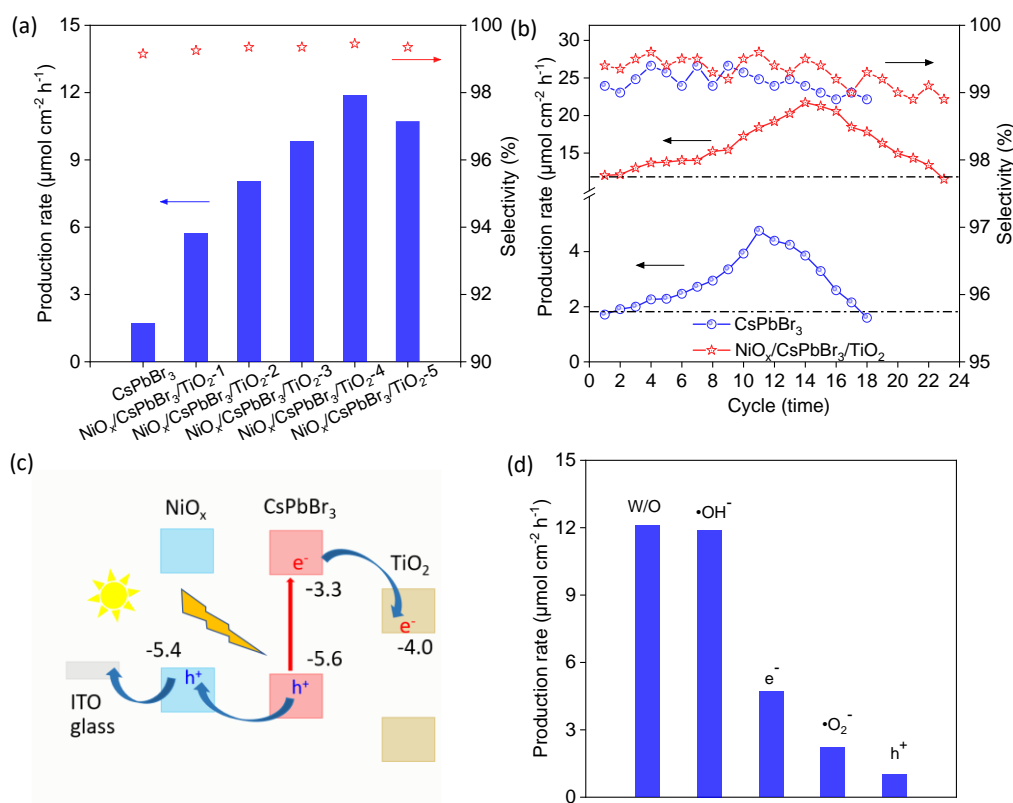 (a)
15
12
9
6
3
0
Production rate (µmol cm⁻² h⁻¹)
100
98
96
94
92
90
Selectivity (%)
CsPbBr₃
NiOₓ/CsPbBr₃/TiO₂-1
NiOₓ/CsPbBr₃/TiO₂-2
NiOₓ/CsPbBr₃/TiO₂-3
NiOₓ/CsPbBr₃/TiO₂-4
NiOₓ/CsPbBr₃/TiO₂-5
(b)
30
25
20
15
4
2
0
Production rate (µmol cm⁻² h⁻¹)
100
99
98
97
96
95
Selectivity (%)
CsPbBr₃
NiOₓ/CsPbBr₃/TiO₂
0 2 4 6 8 10 12 14 16 18 20 22 24
Cycle (time)
(c)
NiOₓ
CsPbBr₃
TiO₂
e⁻
-3.3
e⁻
-4.0
-5.4
-5.6
h⁺
h⁺
ITO
glass
(d)
15
12
9
6
3
0
Production rate (µmol cm⁻² h⁻¹)
W/O
•OH⁻
e⁻
•O₂⁻
h⁺